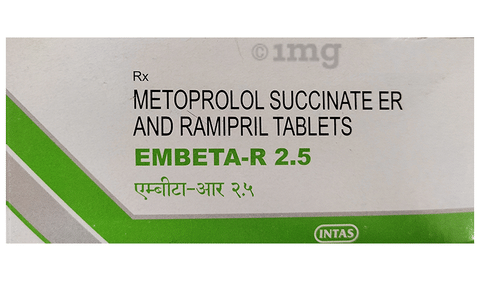 ©1mg
Rx
METOPROLOL SUCCINATE ER
AND RAMIPRIL TABLETS
EMBETA-R 2.5
एम्बीटा-आर २.५
INTAS